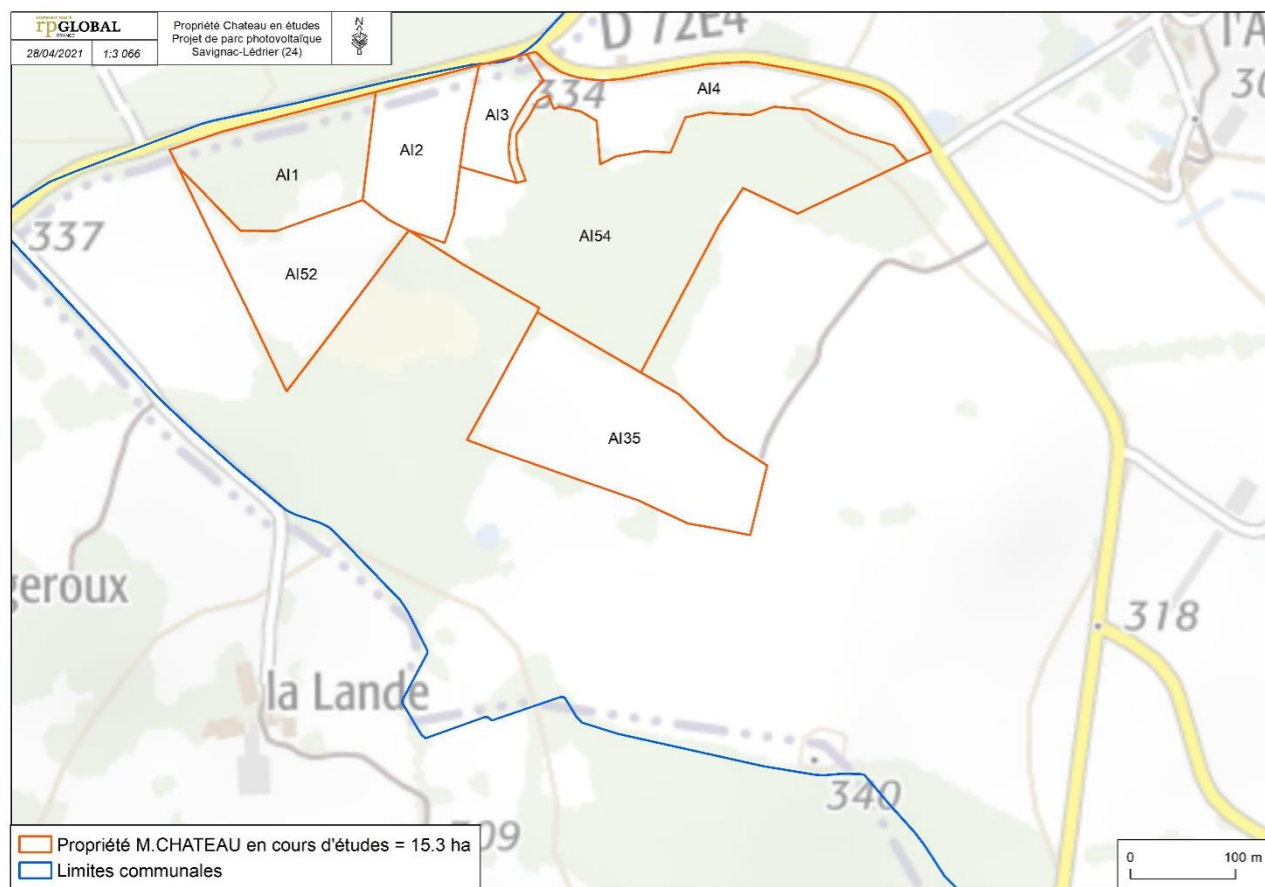 rpGLOBAL
FRANCE
28/04/2021
1:3 066
Propriété Chateau en études
Projet de parc photovoltaïque
Savignac-Lédrier (24)
N
D 72E4
l'A
30
334
AI4
AI3
AI2
AI1
337
AI54
AI52
AI35
geroux
318
la Lande
340
309
Propriété M.CHATEAU en cours d'études = 15.3 ha
Limites communales
0
100 m